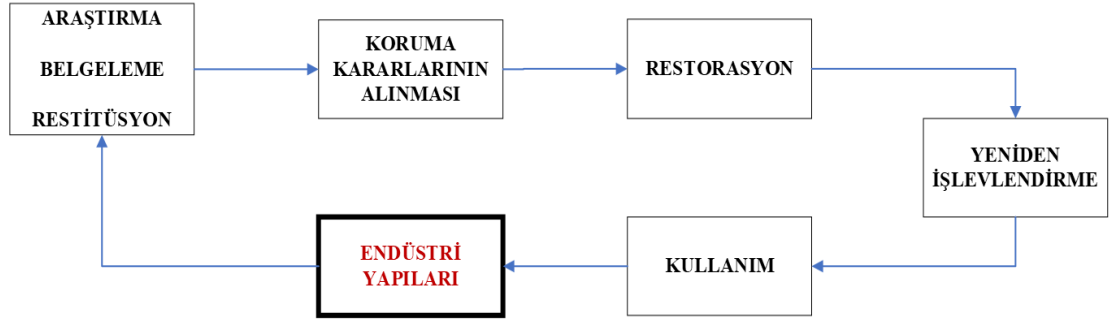 ARAŞTIRMA
BELGELEME
RESTİTÜSYON
KORUMA
KARARLARININ
ALINMASI
RESTORASYON
YENİDEN
İŞLEVLENDİRME
KULLANIM
ENDÜSTRİ
YAPILARI